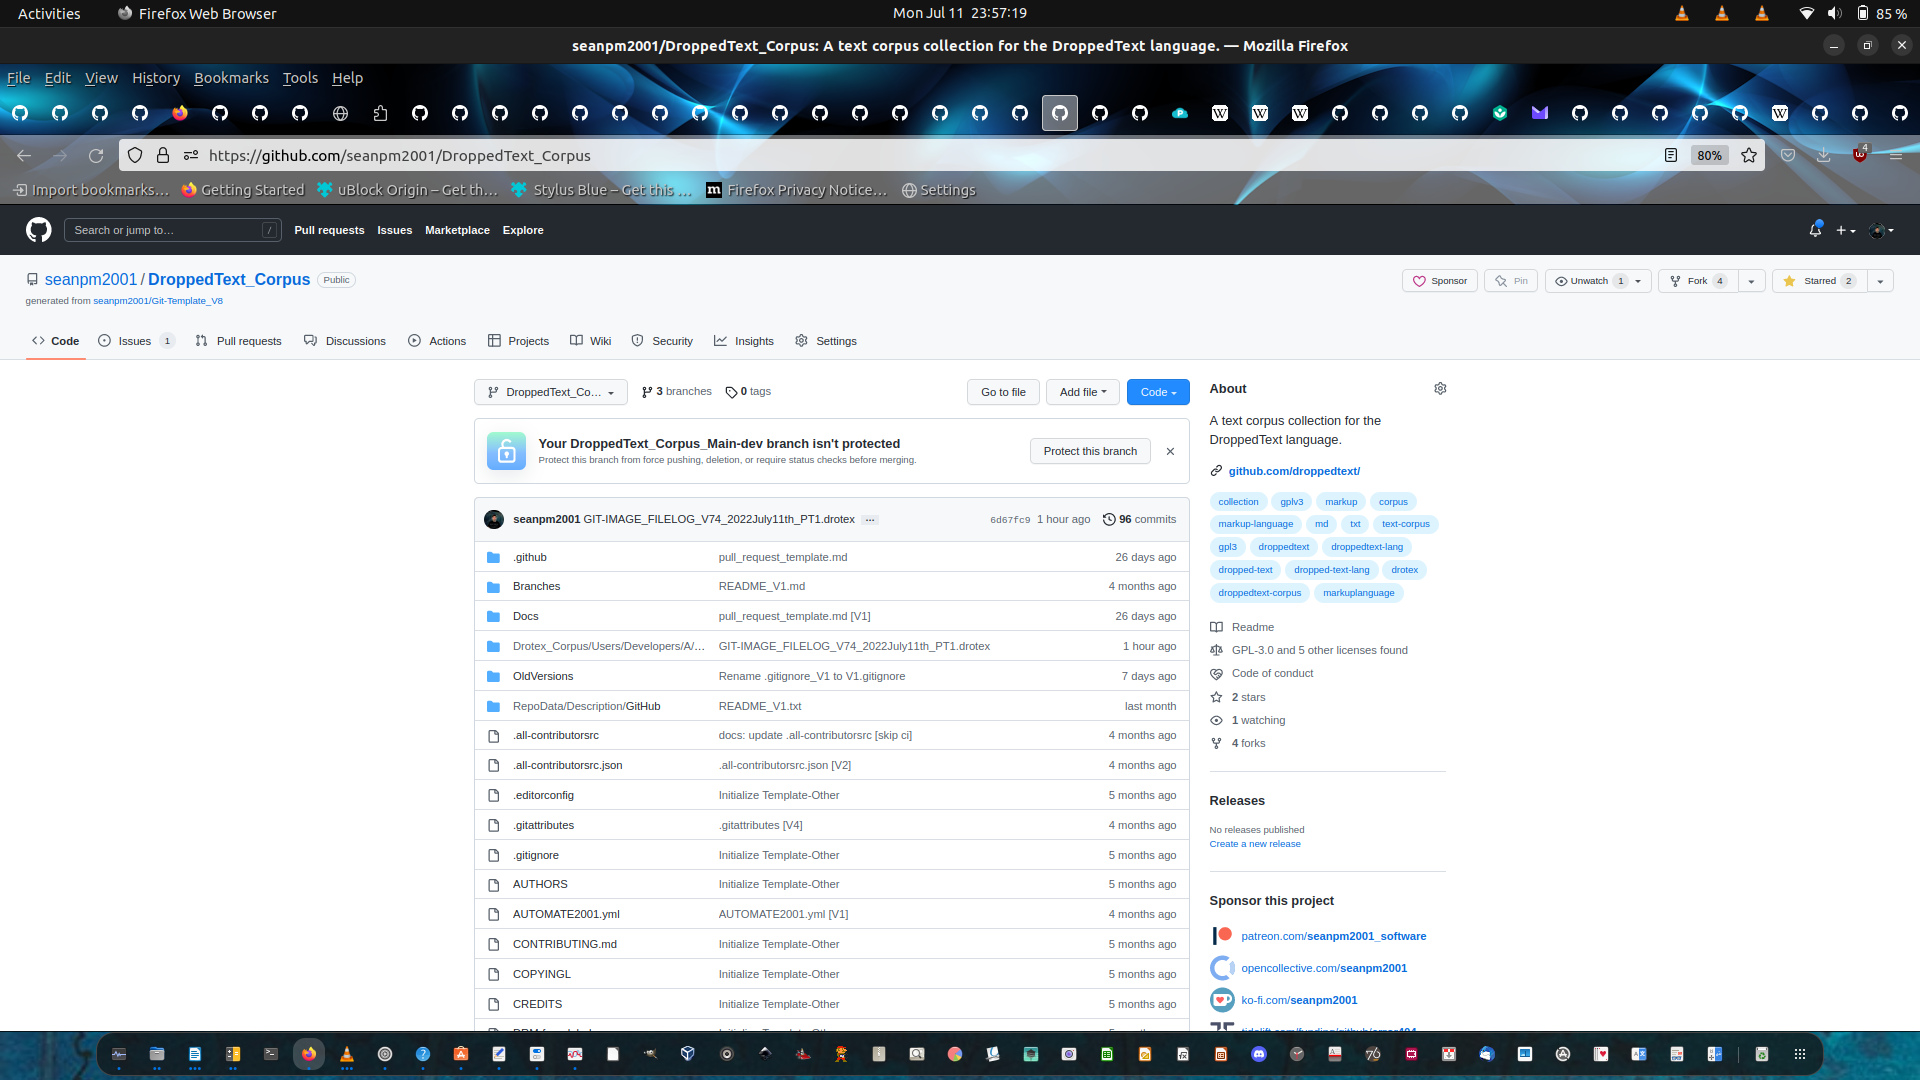 Activities
Firefox Web Browser
Mon Jul 11 23:57:19
85 %
seanpm2001/DroppedText_Corpus: A text corpus collection for the DroppedText language. — Mozilla Firefox
File Edit View History Bookmarks Tools Help
https://github.com/seanpm2001/DroppedText_Corpus
80%
4
Import bookmarks…
Getting Started
uBlock Origin – Get th…
Stylus Blue – Get this …
Firefox Privacy Notice…
Settings
Search or jump to…
/
Pull requests Issues Marketplace Explore
seanpm2001 / DroppedText_Corpus
Public
generated from seanpm2001/Git-Template_V8
Sponsor
Pin
Unwatch 1
Fork 4
Starred 2
Code
Issues 1
Pull requests
Discussions
Actions
Projects
Wiki
Security
Insights
Settings
DroppedText_Co…
3 branches
0 tags
Go to file
Add file
Code
Your DroppedText_Corpus_Main-dev branch isn't protected
Protect this branch from force pushing, deletion, or require status checks before merging.
Protect this branch
seanpm2001 GIT-IMAGE_FILELOG_V74_2022July11th_PT1.drotex …
6d67fc9 1 hour ago
96 commits
.github pull_request_template.md 26 days ago
Branches README_V1.md 4 months ago
Docs pull_request_template.md [V1] 26 days ago
Drotex_Corpus/Users/Developers/A/… GIT-IMAGE_FILELOG_V74_2022July11th_PT1.drotex 1 hour ago
OldVersions Rename .gitignore_V1 to V1.gitignore 7 days ago
RepoData/Description/GitHub README_V1.txt last month
.all-contributorsrc docs: update .all-contributorsrc [skip ci] 4 months ago
.all-contributorsrc.json .all-contributorsrc.json [V2] 4 months ago
.editorconfig Initialize Template-Other 5 months ago
.gitattributes .gitattributes [V4] 4 months ago
.gitignore Initialize Template-Other 5 months ago
AUTHORS Initialize Template-Other 5 months ago
AUTOMATE2001.yml AUTOMATE2001.yml [V1] 4 months ago
CONTRIBUTING.md Initialize Template-Other 5 months ago
COPYINGL Initialize Template-Other 5 months ago
CREDITS Initialize Template-Other 5 months ago
About
A text corpus collection for the
DroppedText language.
github.com/droppedtext/
collection gplv3 markup corpus
markup-language md txt text-corpus
gpl3 droppedtext droppedtext-lang
dropped-text dropped-text-lang drotex
droppedtext-corpus markuplanguage
Readme
GPL-3.0 and 5 other licenses found
Code of conduct
2 stars
1 watching
4 forks
Releases
No releases published
Create a new release
Sponsor this project
patreon.com/seanpm2001_software
opencollective.com/seanpm2001
ko-fi.com/seanpm2001